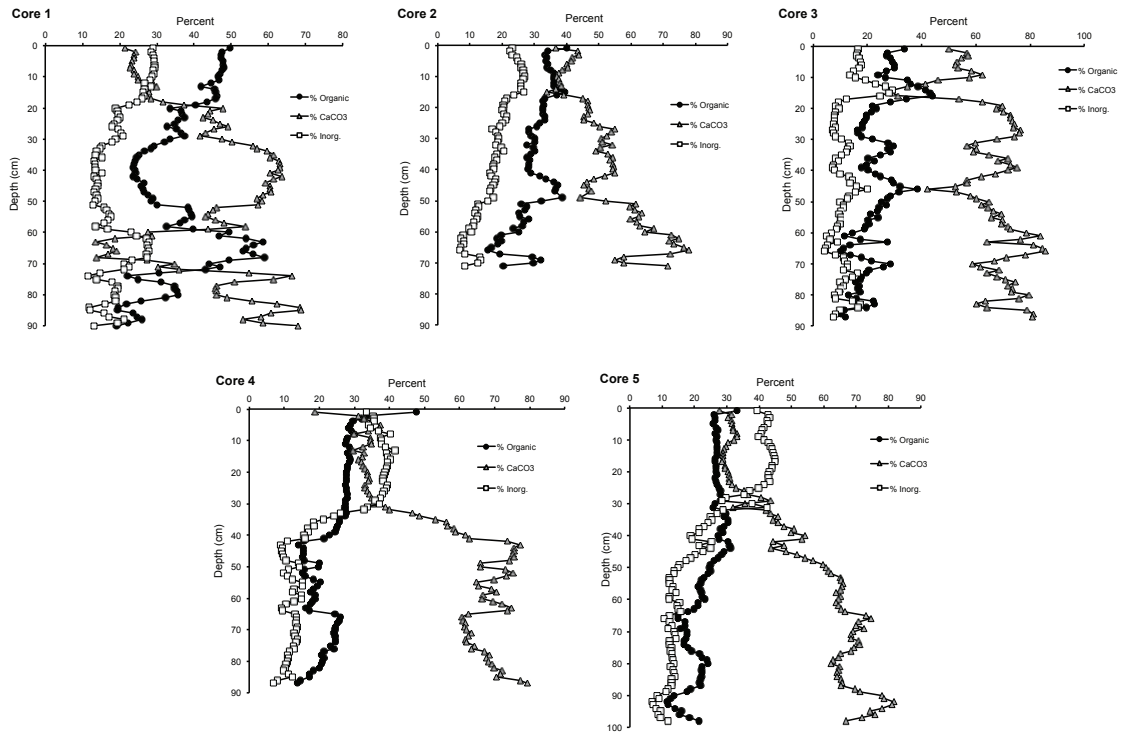 Core 1
Percent
0 10 20 30 40 50 60 70 80
0
10
20
30
40
50
60
70
80
90
Depth (cm)
% Organic
% CaCO3
% Inorg.
Core 2
Percent
0 10 20 30 40 50 60 70 80 90
0
10
20
30
40
50
60
70
80
90
Depth (cm)
% Organic
% CaCO3
% Inorg.
Core 3
Percent
0 20 40 60 80 100
0
10
20
30
40
50
60
70
80
90
Depth (cm)
% Organic
% CaCO3
% Inorg.
Core 4
Percent
0 10 20 30 40 50 60 70 80 90
0
10
20
30
40
50
60
70
80
90
Depth (cm)
% Organic
% CaCO3
% Inorg.
Core 5
Percent
0 10 20 30 40 50 60 70 80 90
0
10
20
30
40
50
60
70
80
90
100
Depth (cm)
% Organic
% CaCO3
% Inorg.